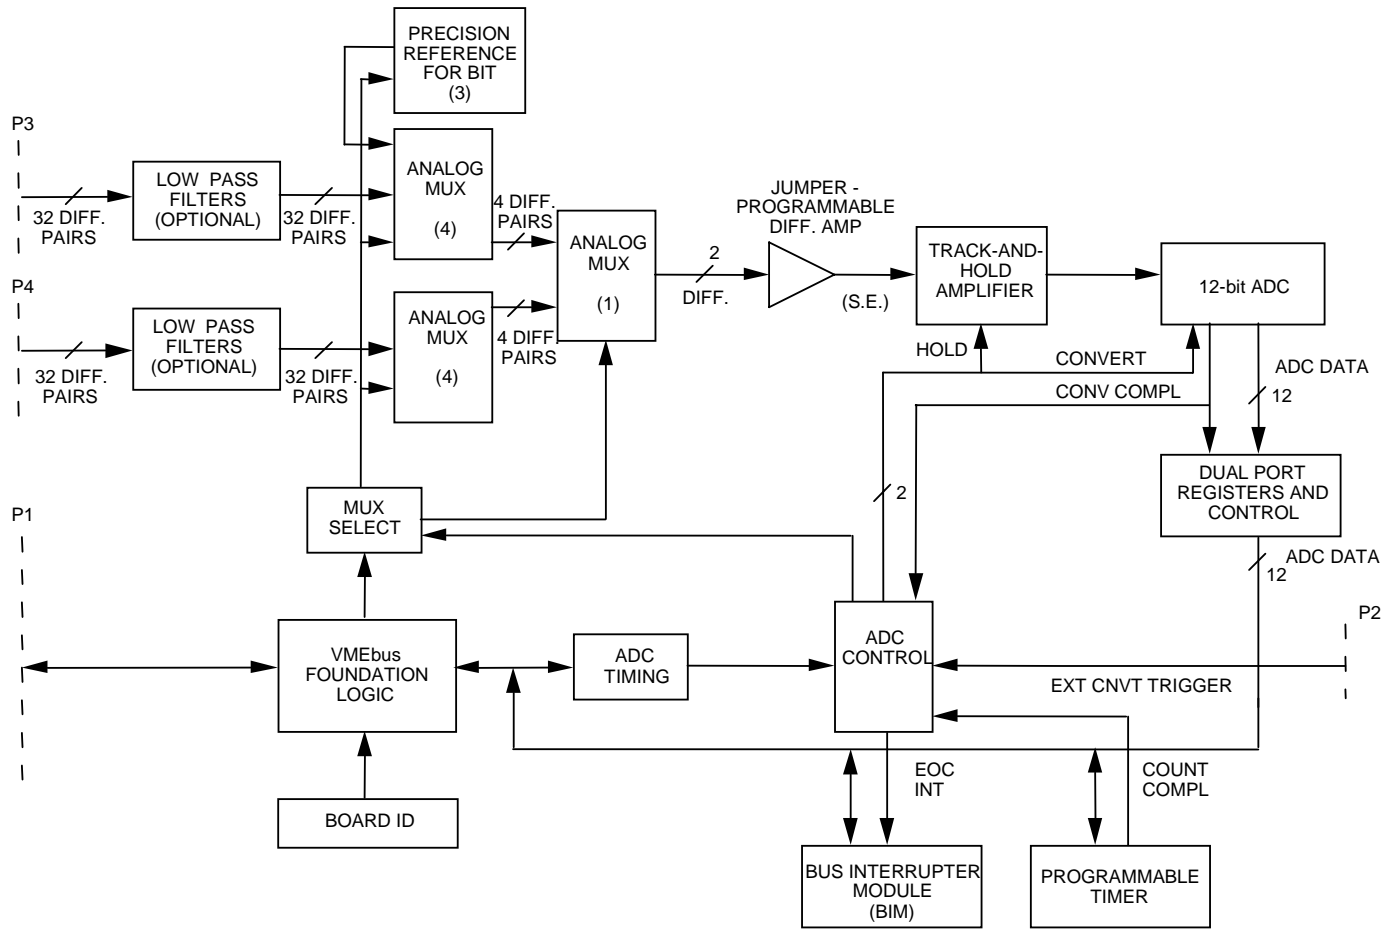 PRECISION
REFERENCE
FOR BIT
(3)
P3
LOW PASS
FILTERS
(OPTIONAL)
32 DIFF.
PAIRS
32 DIFF.
PAIRS
ANALOG
MUX
(4)
4 DIFF.
PAIRS
ANALOG
MUX
(1)
2
DIFF.
JUMPER -
PROGRAMMABLE
DIFF. AMP
(S.E.)
TRACK-AND-
HOLD
AMPLIFIER
12-bit ADC
P4
LOW PASS
FILTERS
(OPTIONAL)
32 DIFF.
PAIRS
32 DIFF.
PAIRS
ANALOG
MUX
(4)
4 DIFF.
PAIRS
HOLD
CONVERT
CONV COMPL
ADC DATA
12
2
DUAL PORT
REGISTERS AND
CONTROL
ADC DATA
12
P1
MUX
SELECT
VMEbus
FOUNDATION
LOGIC
ADC
TIMING
ADC
CONTROL
P2
EXT CNVT TRIGGER
EOC
INT
COUNT
COMPL
BOARD ID
BUS INTERRUPTER
MODULE
(BIM)
PROGRAMMABLE
TIMER